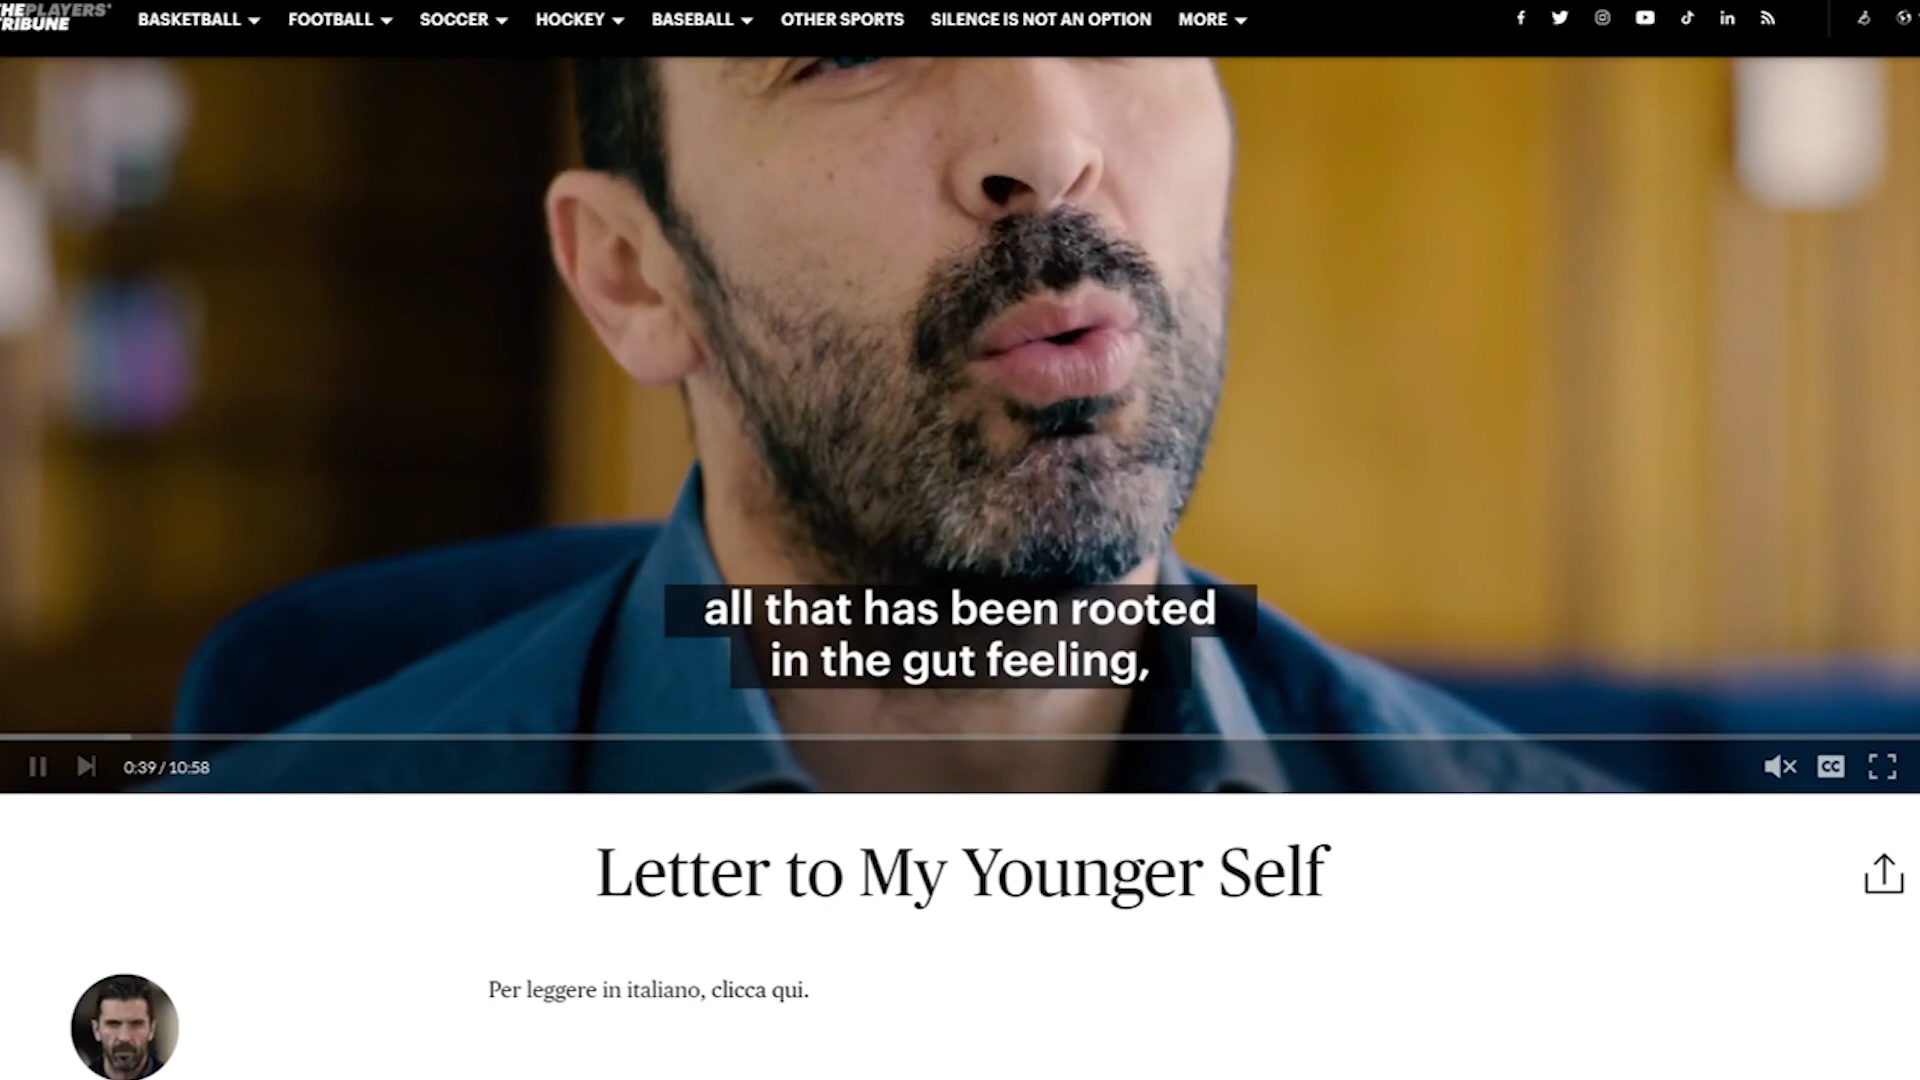 THE PLAYERS'
TRIBUNE
BASKETBALL
FOOTBALL
SOCCER
HOCKEY
BASEBALL
OTHER SPORTS
SILENCE IS NOT AN OPTION
MORE
all that has been rooted
in the gut feeling,
0:39 / 10:58
CC
Letter to My Younger Self
Per leggere in italiano, clicca qui.